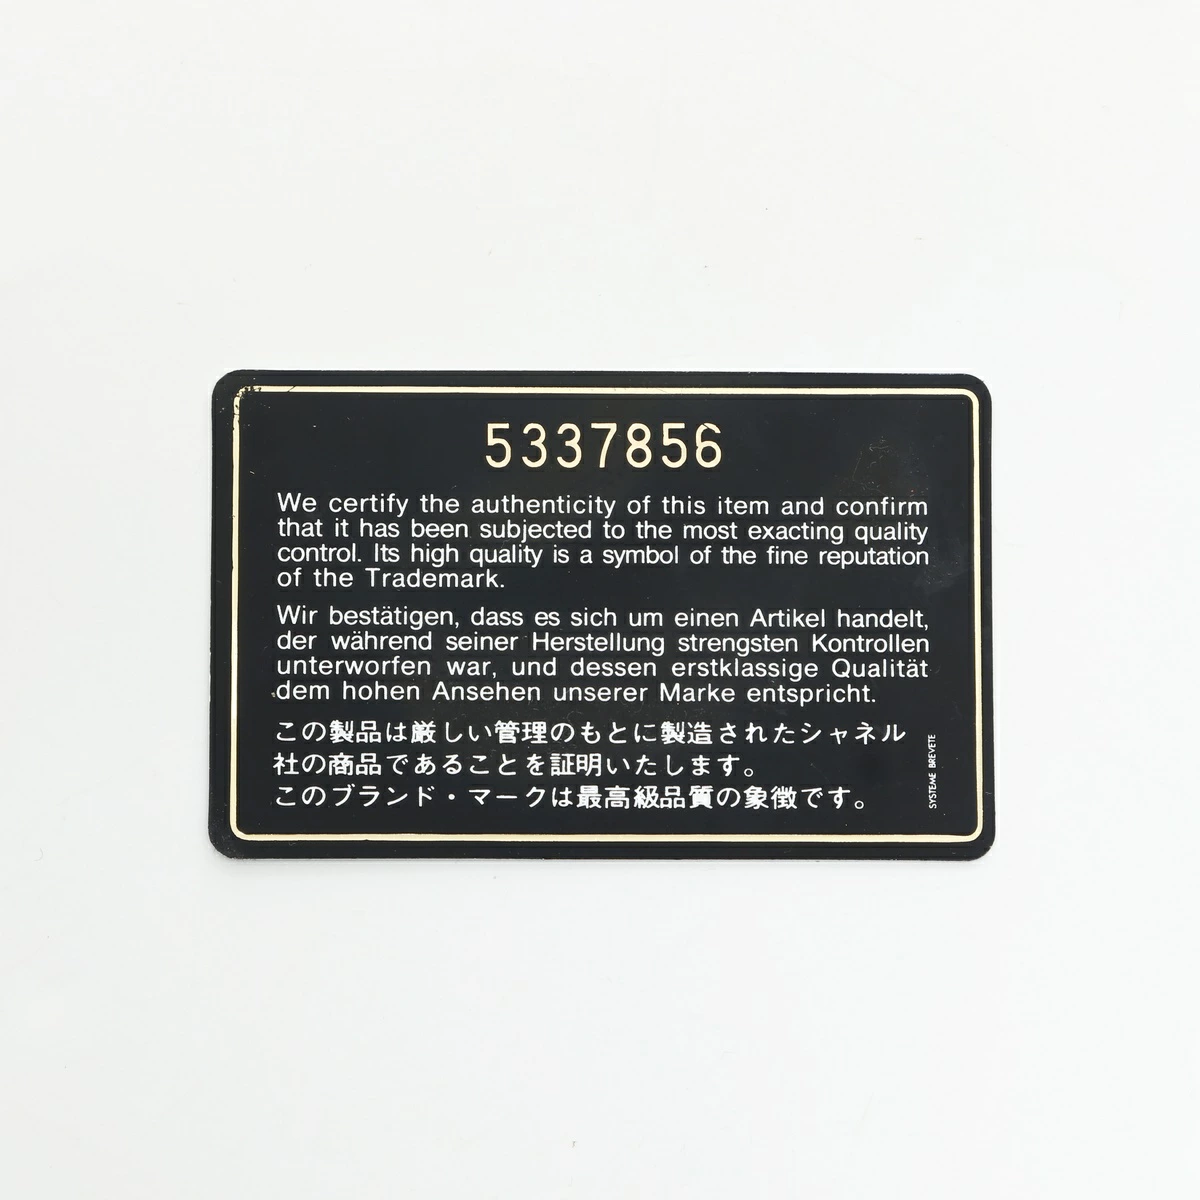 5337856
We certify the authenticity of this item and confirm
that it has been subjected to the most exacting quality
control. Its high quality is a symbol of the fine reputation
of the Trademark.
Wir bestätigen, dass es sich um einen Artikel handelt,
der während seiner Herstellung strengsten Kontrollen
unterworfen war, und dessen erstklassige Qualität
dem hohen Ansehen unserer Marke entspricht.
この製品は厳しい管理のもとに製造されたシャネル
社の商品であることを証明いたします。
このブランド・マークは最高級品質の象徴です。
SYSTEME BREVETE